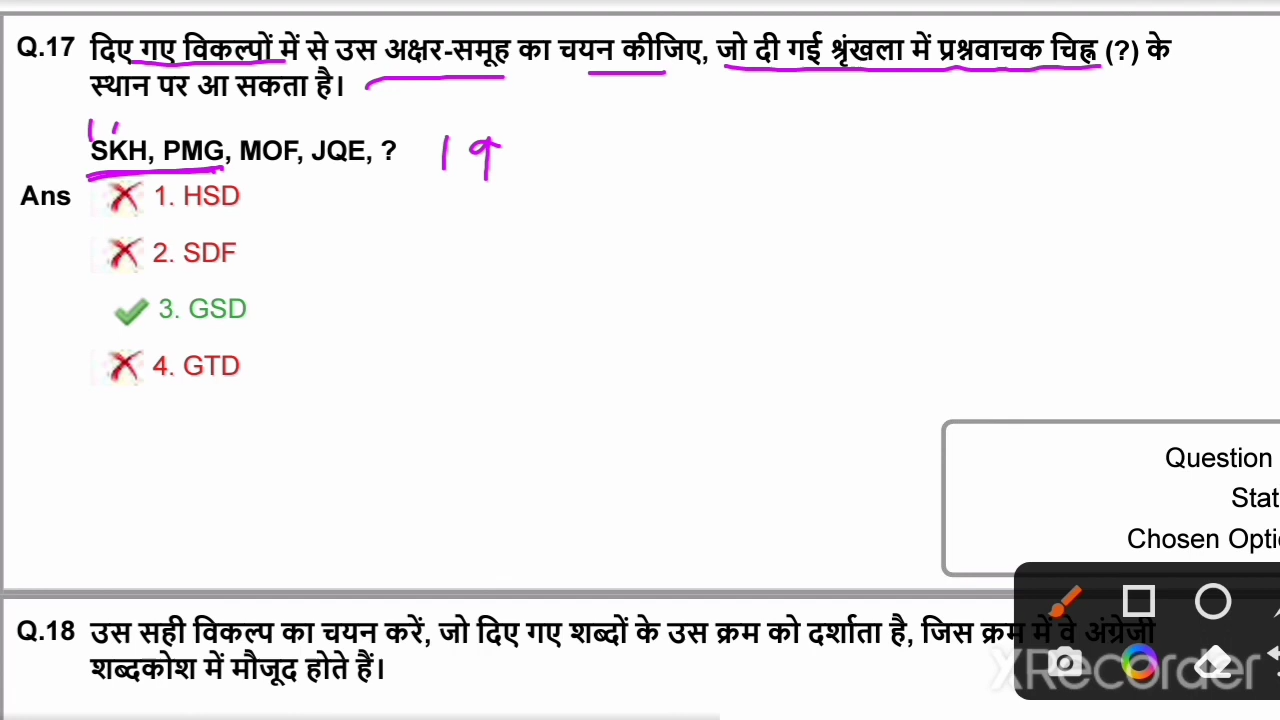 Q.17 दिए गए विकल्पों में से उस अक्षर-समूह का चयन कीजिए, जो दी गई श्रृंखला में प्रश्नवाचक चिह्न (?) के
स्थान पर आ सकता है।
SKH, PMG, MOF, JQE, ? 19
Ans 1. HSD
2. SDF
3. GSD
4. GTD
Question
Stat
Chosen Opti
Q.18 उस सही विकल्प का चयन करें, जो दिए गए शब्दों के उस क्रम को दर्शाता है, जिस क्रम में वे अंग्रेजी
शब्दकोश में मौजूद होते हैं।
XRecorder